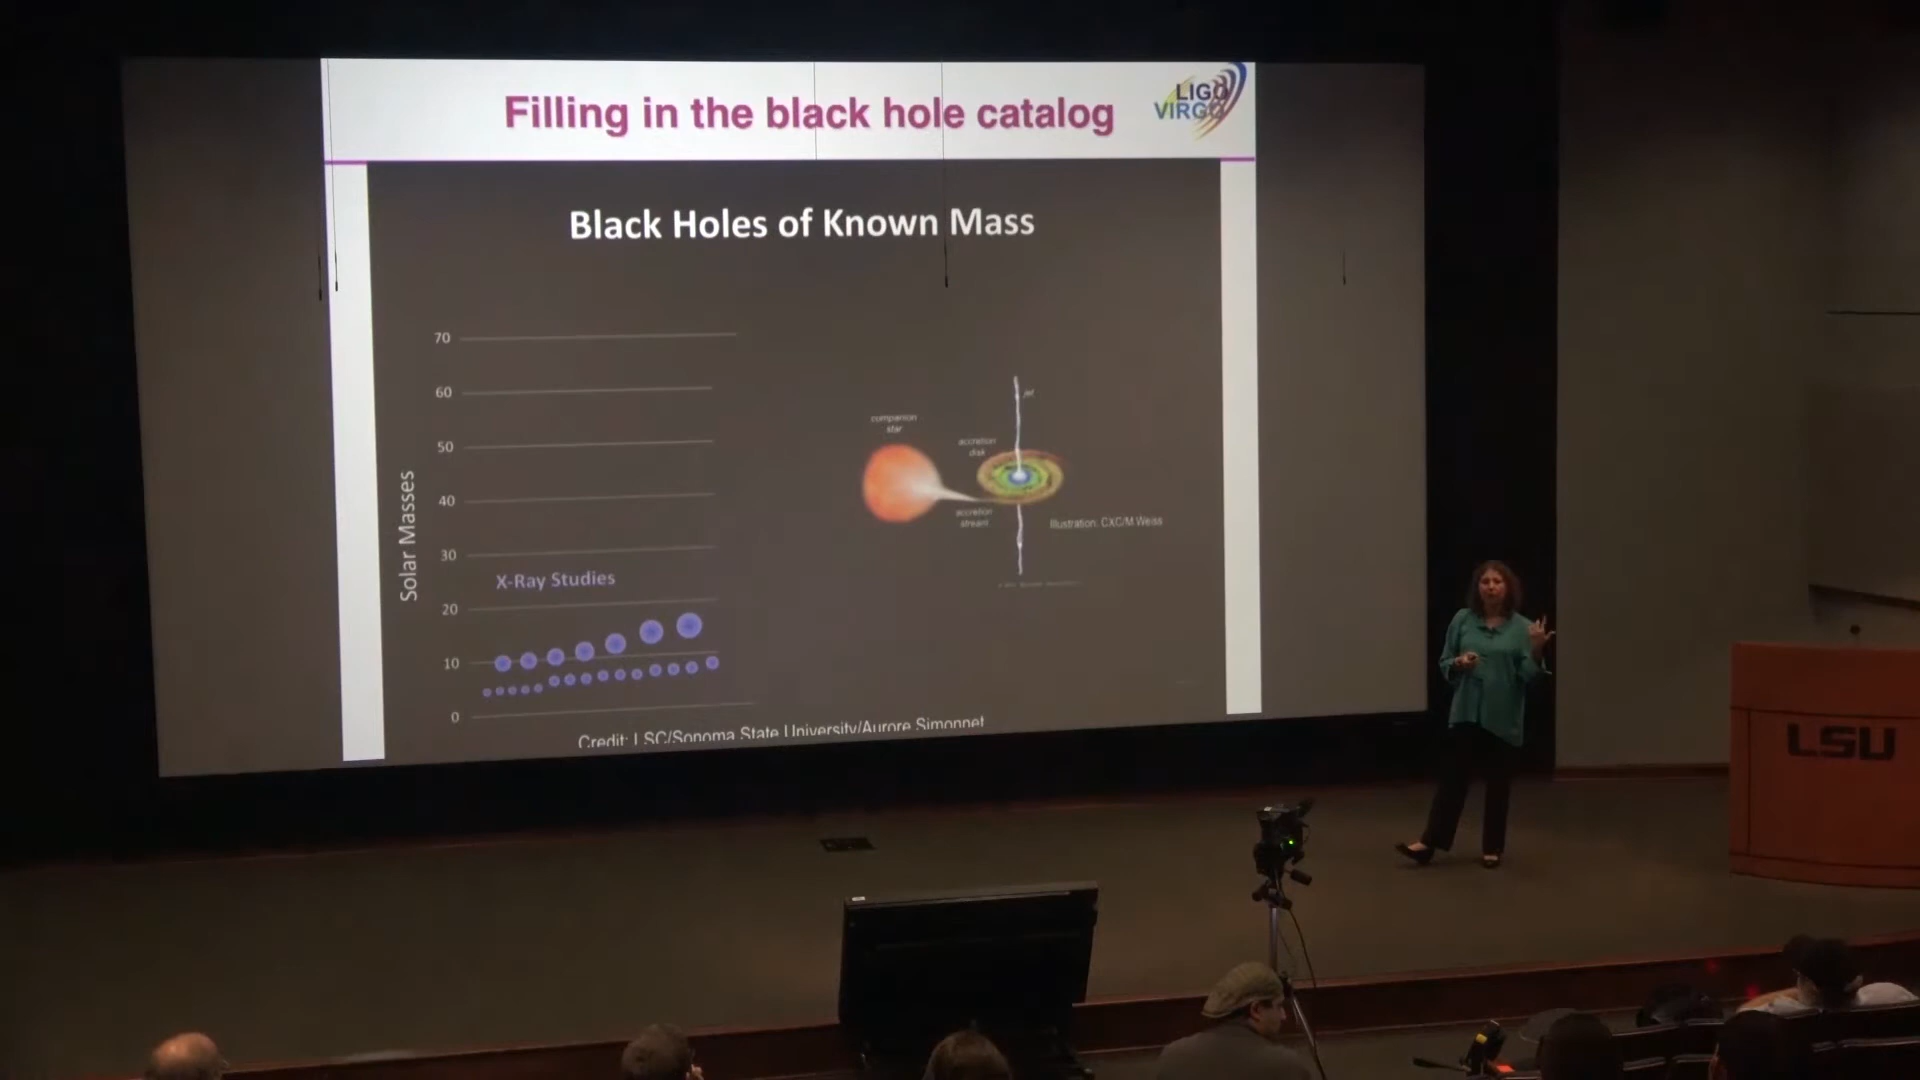 Filling in the black hole catalog
LIGO
VIRGO
Black Holes of Known Mass
70
60
50
40
30
20
10
0
Solar Masses
X-Ray Studies
companion
star
jet
accretion
disk
accretion
stream
Illustration: CXC/M.Weiss
Credit: LSC/Sonoma State University/Aurore Simonnet
LSU